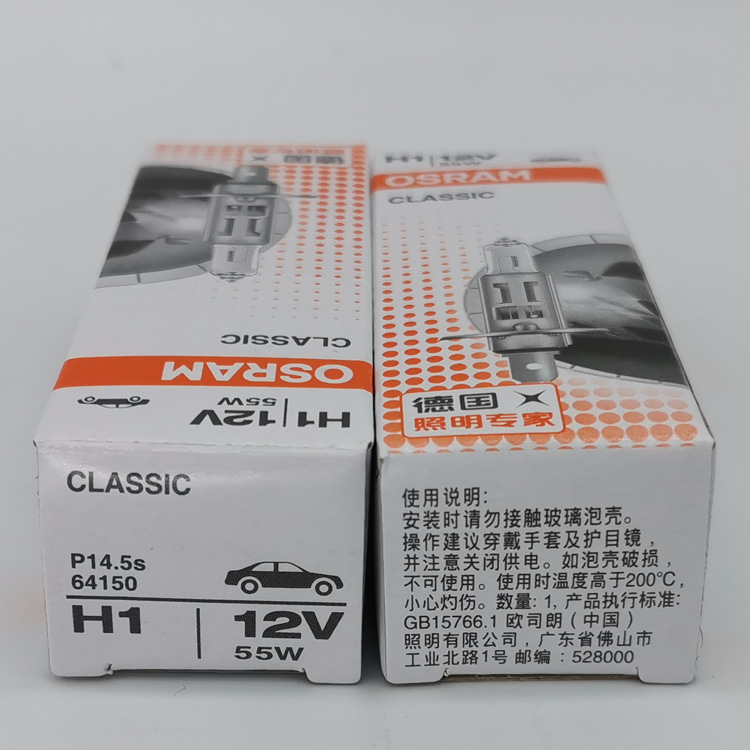 德国
CLASSIC
OSRAM
H1|12V
55W
CLASSIC
P14.5s
64150
H1
12V
55W
H1|12V
55W
OSRAM
CLASSIC
德国
照明专家
使用说明:
安装时请勿接触玻璃泡壳。
操作建议穿戴手套及护目镜,
并注意关闭供电。如泡壳破损,
不可使用。使用时温度高于200℃,
小心灼伤。数量: 1, 产品执行标准:
GB15766.1 欧司朗（中国）
照明有限公司, 广东省佛山市
工业北路1号 邮编: 528000